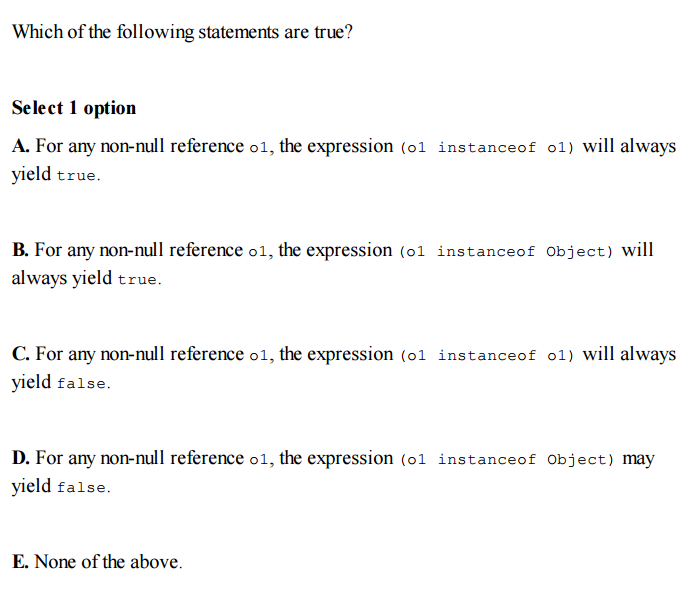 Which of the following statements are true?
Select 1 option
A. For any non-null reference o1, the expression (o1 instanceof o1) will always
yield true.
B. For any non-null reference o1, the expression (o1 instanceof Object) will
always yield true.
C. For any non-null reference o1, the expression (o1 instanceof o1) will always
yield false.
D. For any non-null reference o1, the expression (o1 instanceof Object) may
yield false.
E. None of the above.